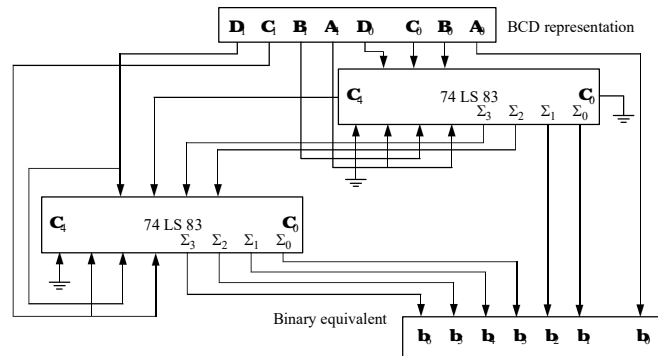 D₁ C₁ B₁ A₁ D₀ C₀ B₀ A₀ BCD representation
C₄ 74 LS 83 C₀
Σ₃ Σ₂ Σ₁ Σ₀
C₄ 74 LS 83 C₀
Σ₃ Σ₂ Σ₁ Σ₀
Binary equivalent
b₆ b₅ b₄ b₃ b₂ b₁ b₀